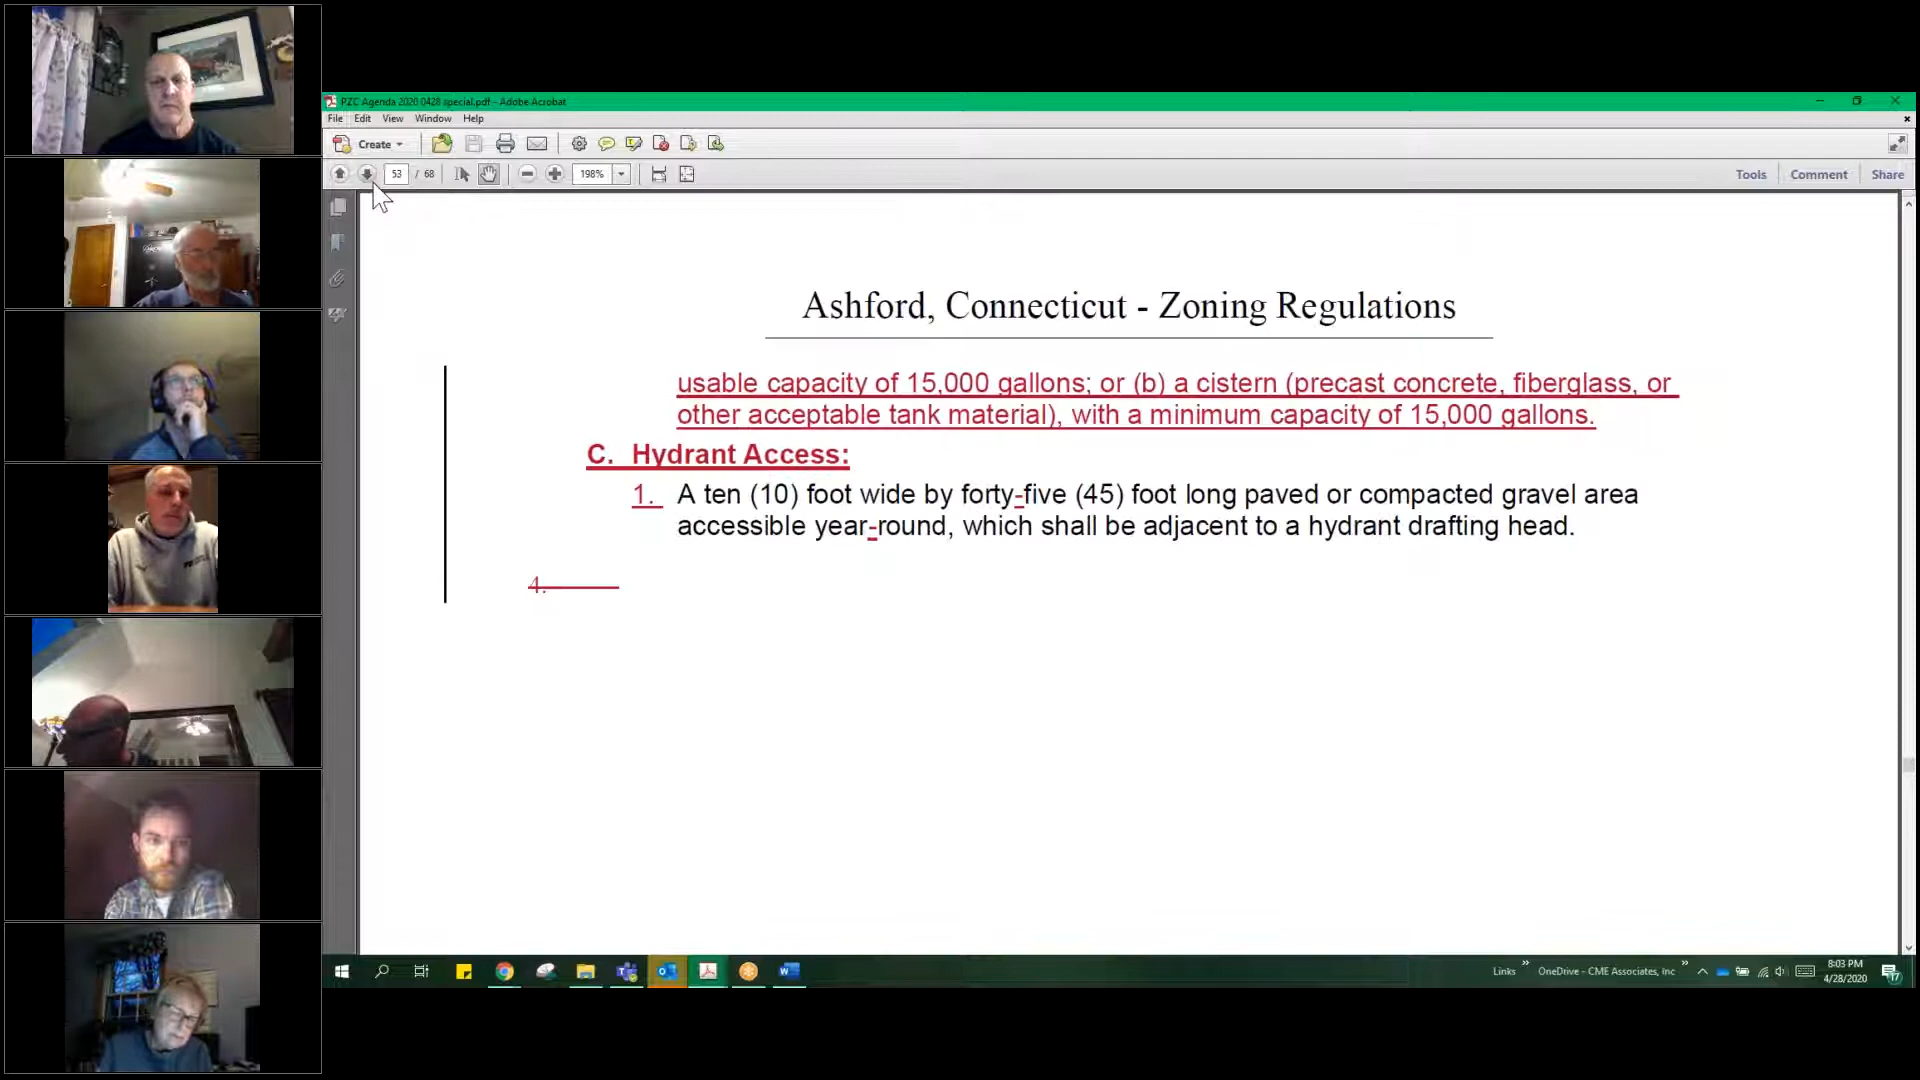 PZC Agenda 2020 0428 special.pdf - Adobe Acrobat
File Edit View Window Help
Create
53 / 68 198% Tools Comment Share
Ashford, Connecticut - Zoning Regulations
usable capacity of 15,000 gallons; or (b) a cistern (precast concrete, fiberglass, or
other acceptable tank material), with a minimum capacity of 15,000 gallons.
C. Hydrant Access:
1. A ten (10) foot wide by forty-five (45) foot long paved or compacted gravel area
accessible year-round, which shall be adjacent to a hydrant drafting head.
4.
Links OneDrive - CME Associates, Inc
8:03 PM
4/28/2020
17